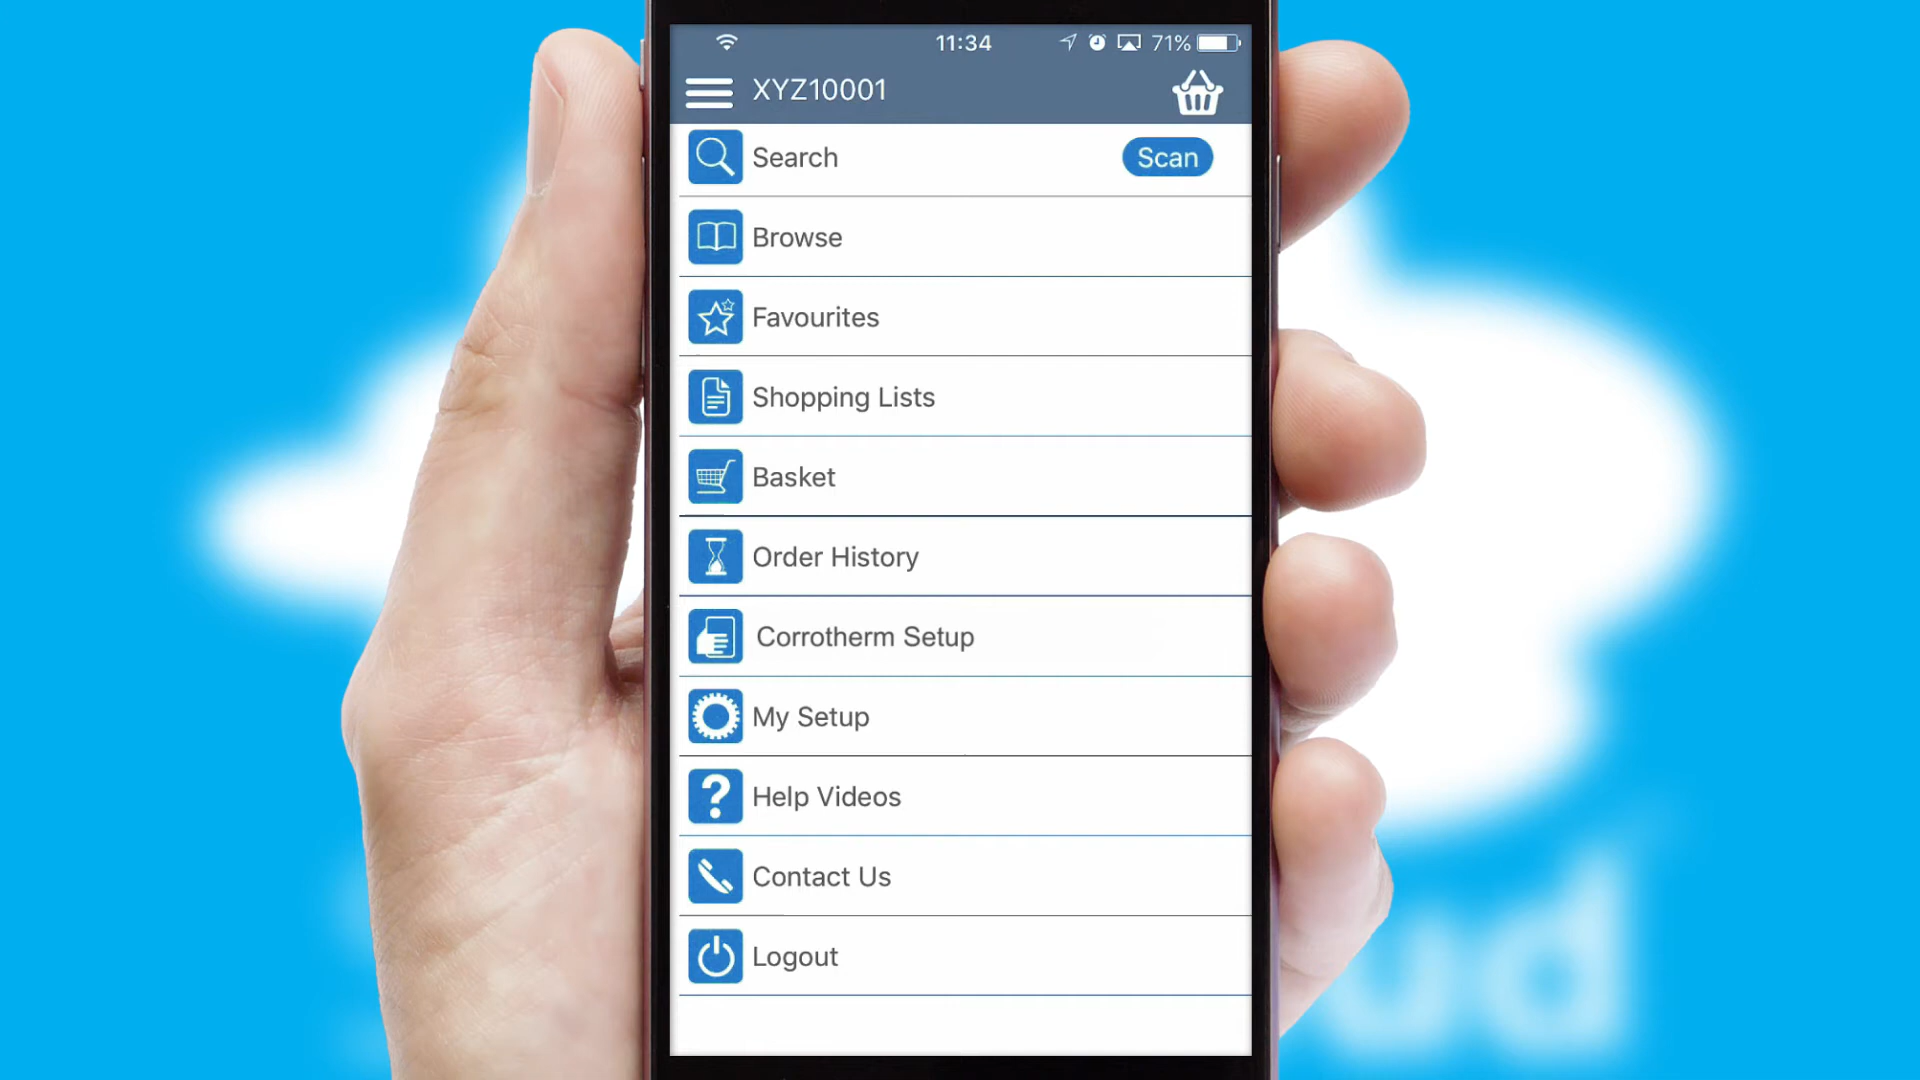 11:34 71%
XYZ10001
Search Scan
Browse
Favourites
Shopping Lists
Basket
Order History
Corrotherm Setup
My Setup
Help Videos
Contact Us
Logout
ud